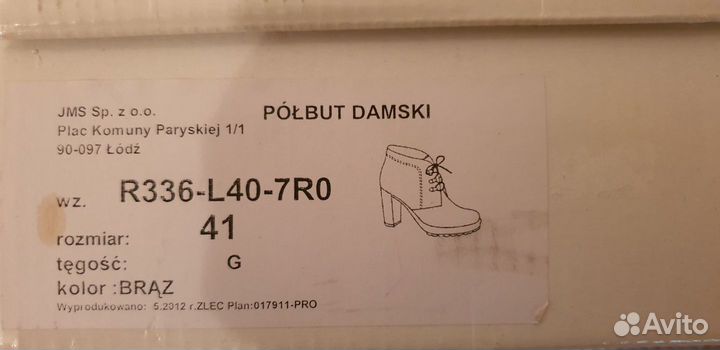 JMS Sp. z o.o.
PÓŁBUT DAMSKI
Plac Komuny Paryskiej 1/1
90-097 Łódź
wz. R336-L40-7R0
rozmiar: 41
tęgość: G
kolor :BRĄZ
Wyprodukowano: 5.2012 r.ZLEC Plan:017911-PRO
Avito